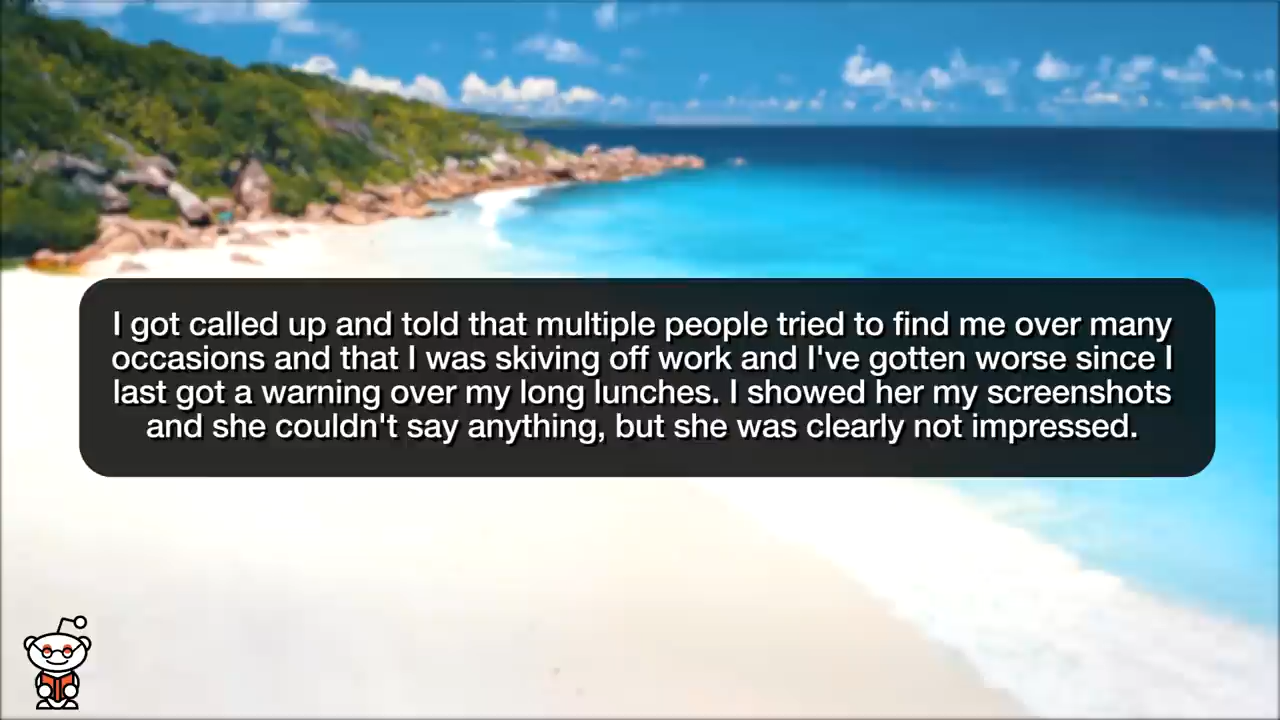 I got called up and told that multiple people tried to find me over many
occasions and that I was skiving off work and I've gotten worse since I
last got a warning over my long lunches. I showed her my screenshots
and she couldn't say anything, but she was clearly not impressed.